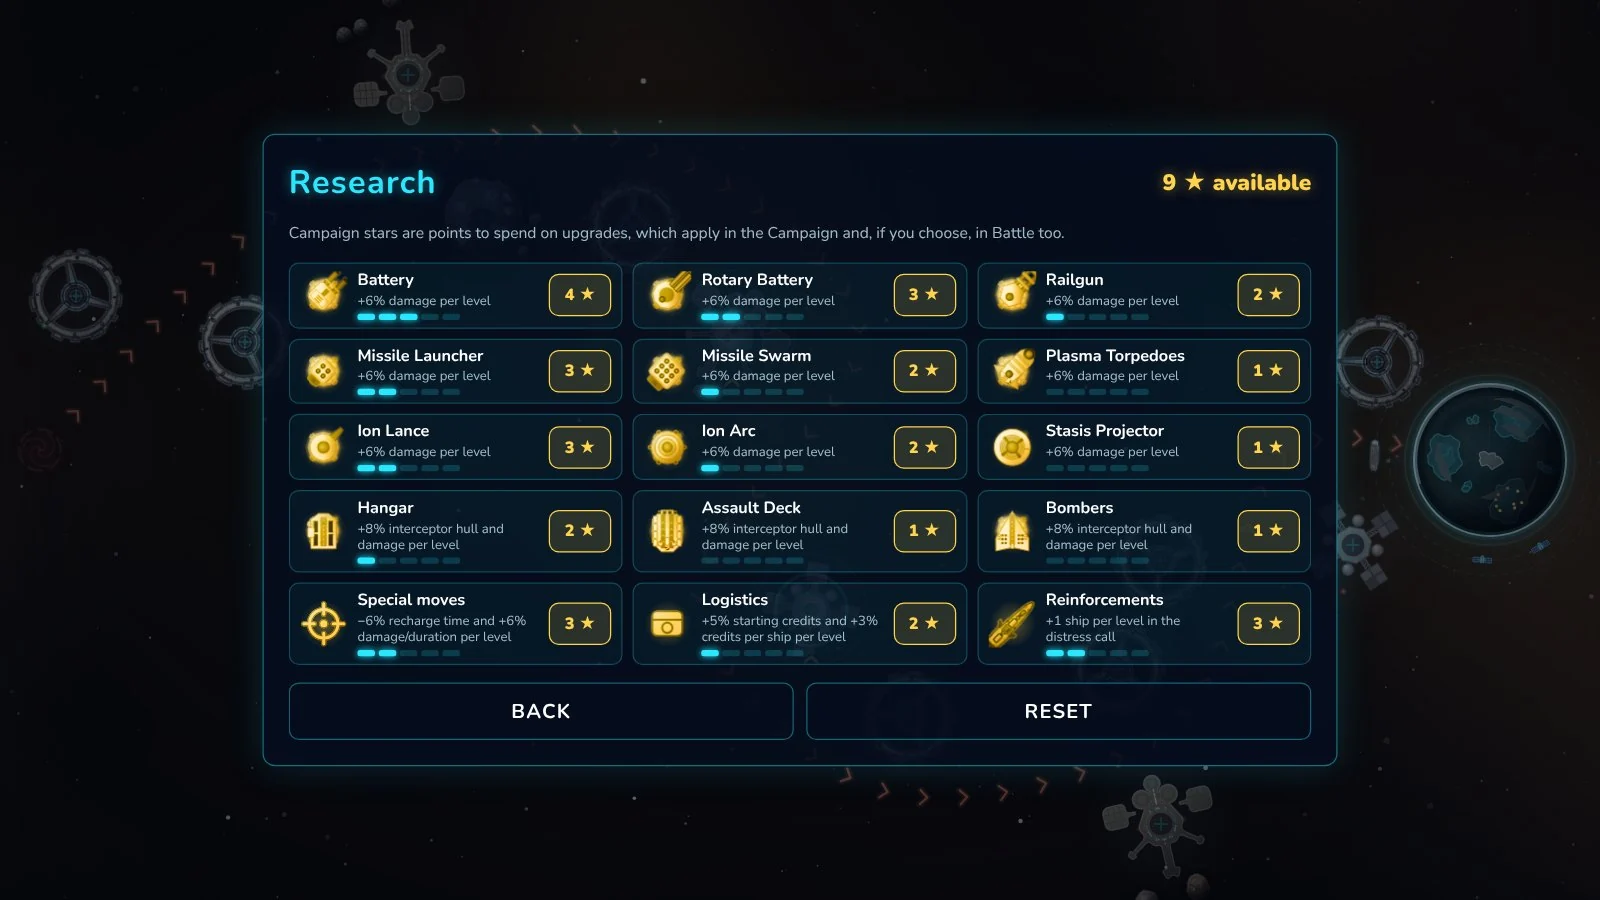 Research
9 ★ available
Campaign stars are points to spend on upgrades, which apply in the Campaign and, if you choose, in Battle too.
Battery
+6% damage per level
4 ★
Rotary Battery
+6% damage per level
3 ★
Railgun
+6% damage per level
2 ★
Missile Launcher
+6% damage per level
3 ★
Missile Swarm
+6% damage per level
2 ★
Plasma Torpedoes
+6% damage per level
1 ★
Ion Lance
+6% damage per level
3 ★
Ion Arc
+6% damage per level
2 ★
Stasis Projector
+6% damage per level
1 ★
Hangar
+8% interceptor hull and
damage per level
2 ★
Assault Deck
+8% interceptor hull and
damage per level
1 ★
Bombers
+8% interceptor hull and
damage per level
1 ★
Special moves
−6% recharge time and +6%
damage/duration per level
3 ★
Logistics
+5% starting credits and +3%
credits per ship per level
2 ★
Reinforcements
+1 ship per level in the
distress call
3 ★
BACK
RESET